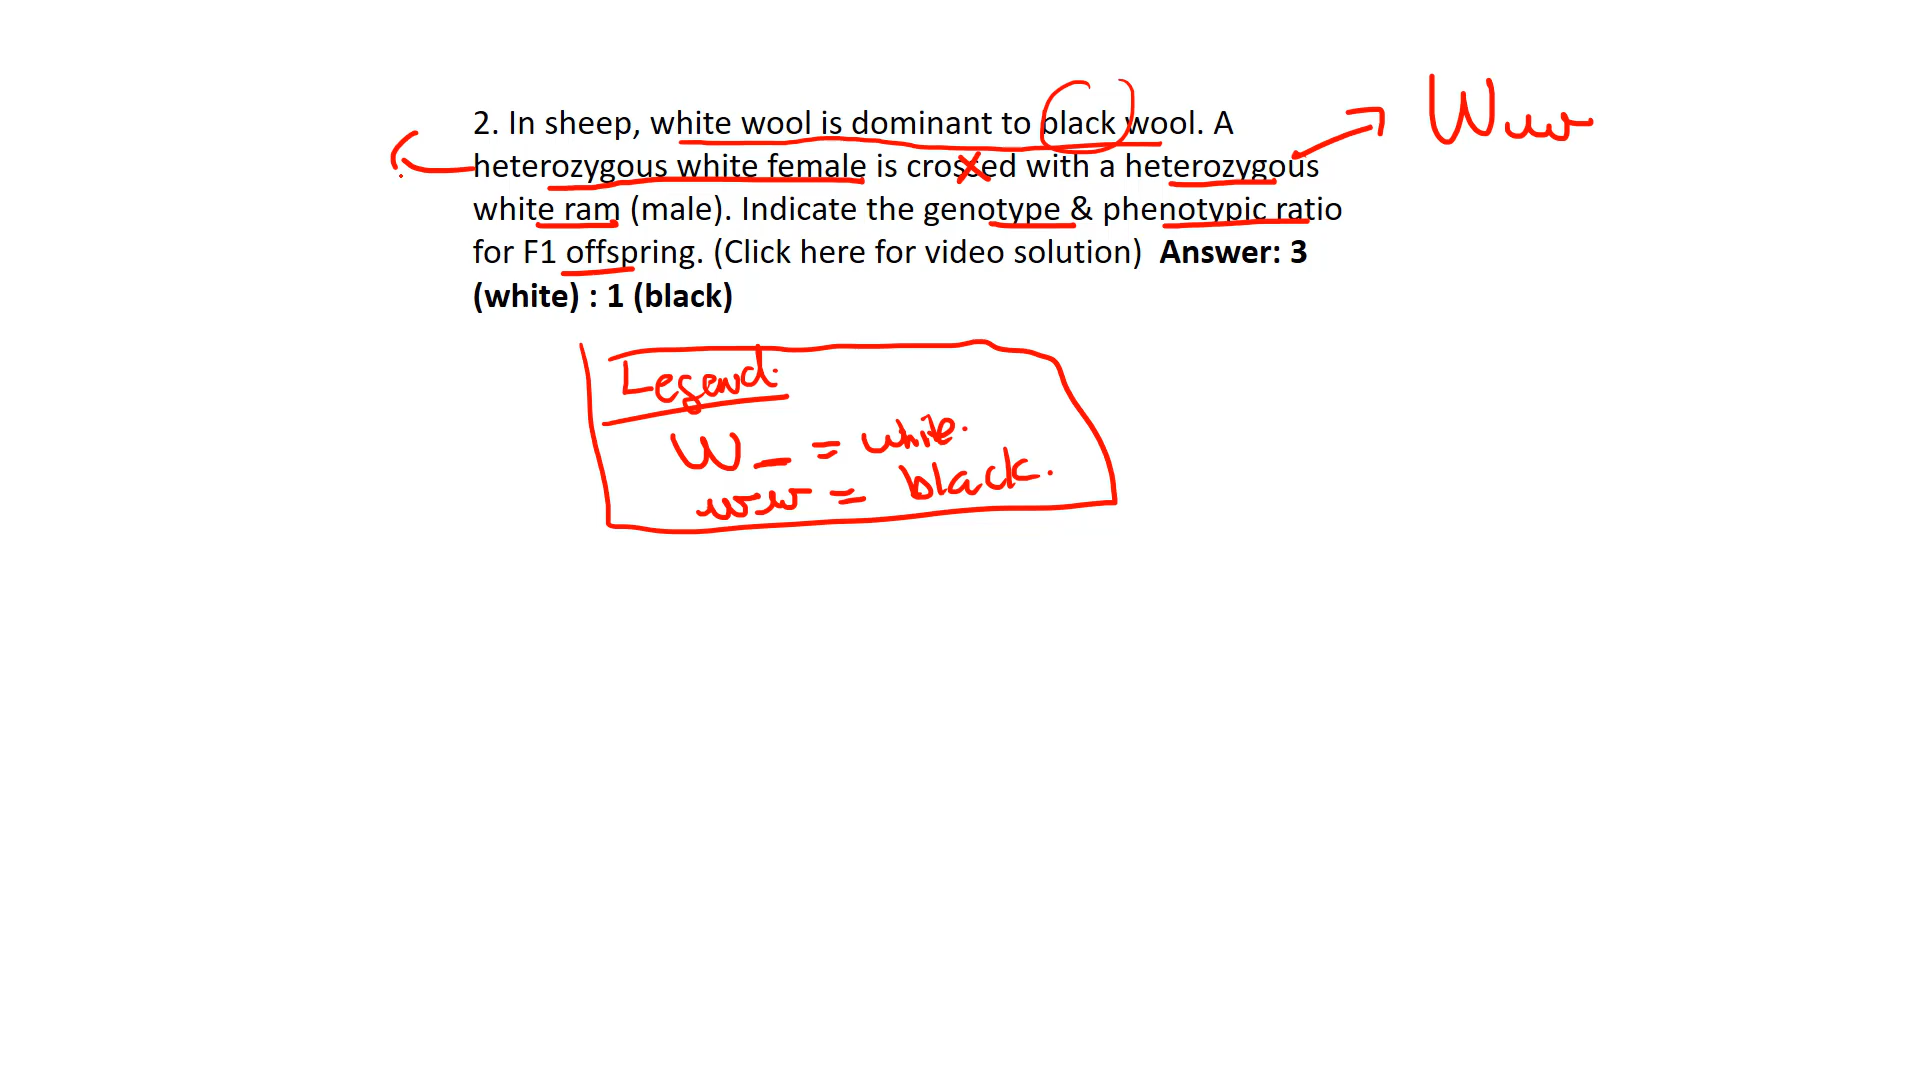 2. In sheep, white wool is dominant to black wool. A
heterozygous white female is crossed with a heterozygous
white ram (male). Indicate the genotype & phenotypic ratio
for F1 offspring. (Click here for video solution) Answer: 3
(white) : 1 (black)
Ww
Legend:
W_ = white.
ww = black.